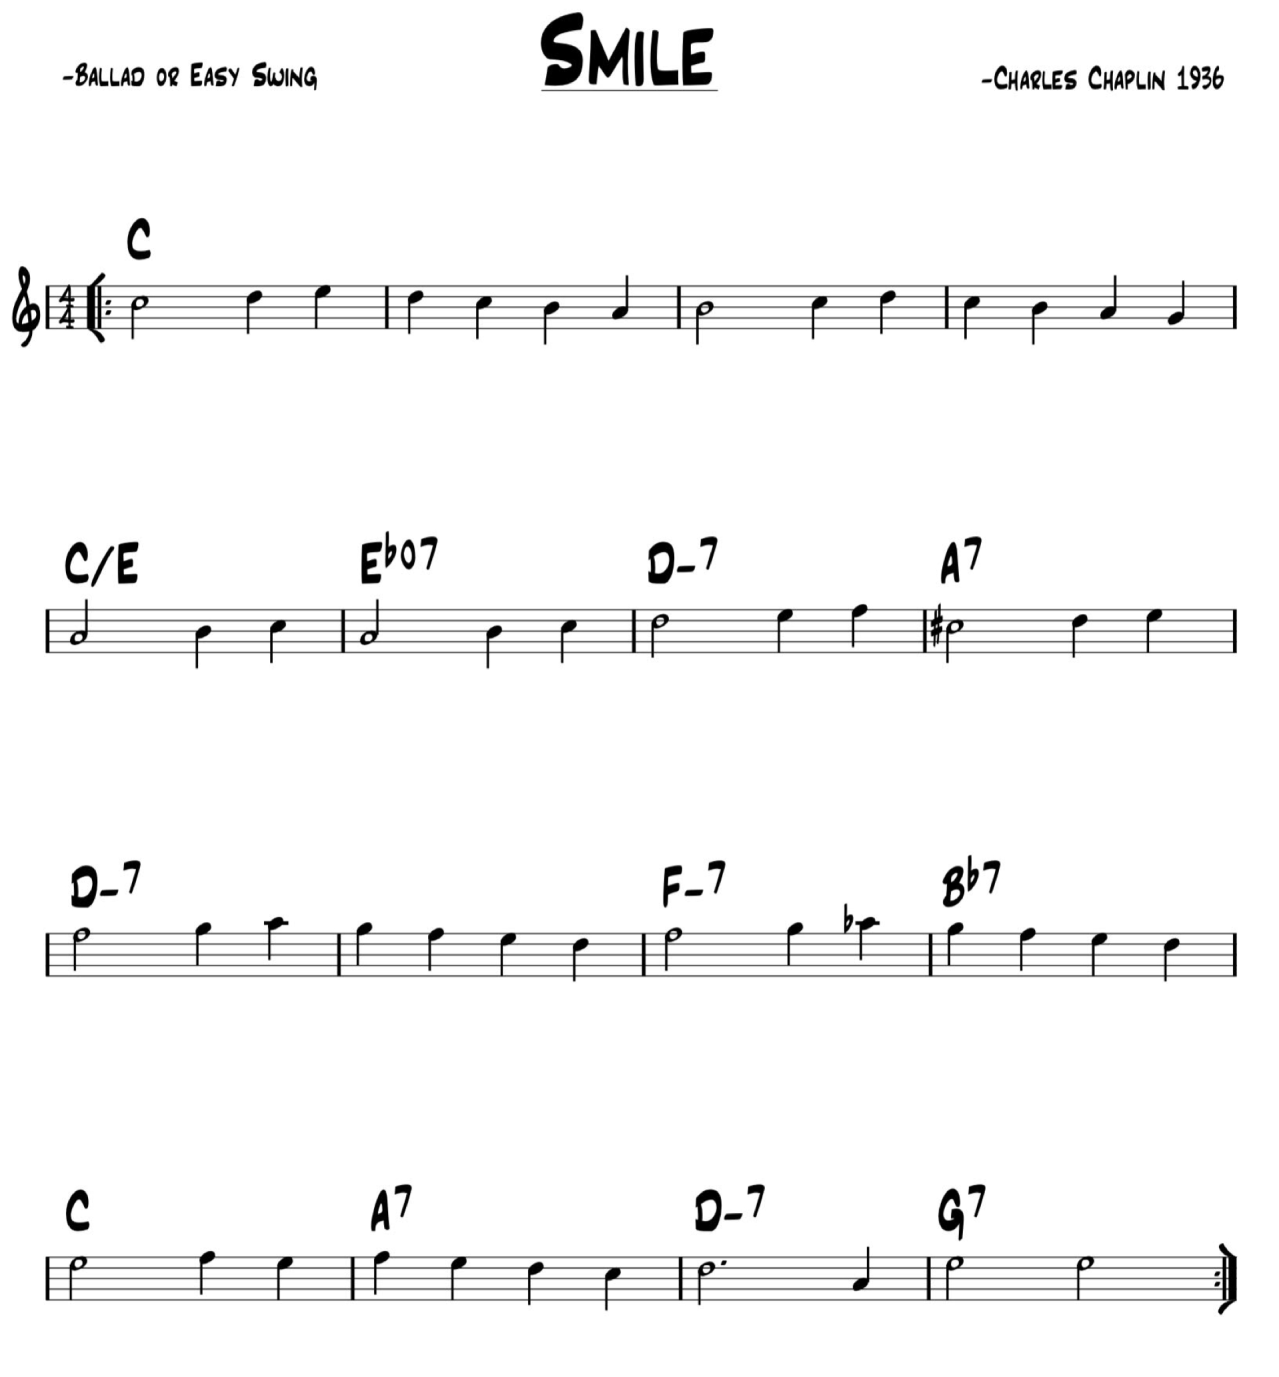 Smile
-Ballad or Easy Swing
-Charles Chaplin 1936
C
4
4
C/E E♭o7 D-7 A7
D-7 F-7 B♭7
C A7 D-7 G7